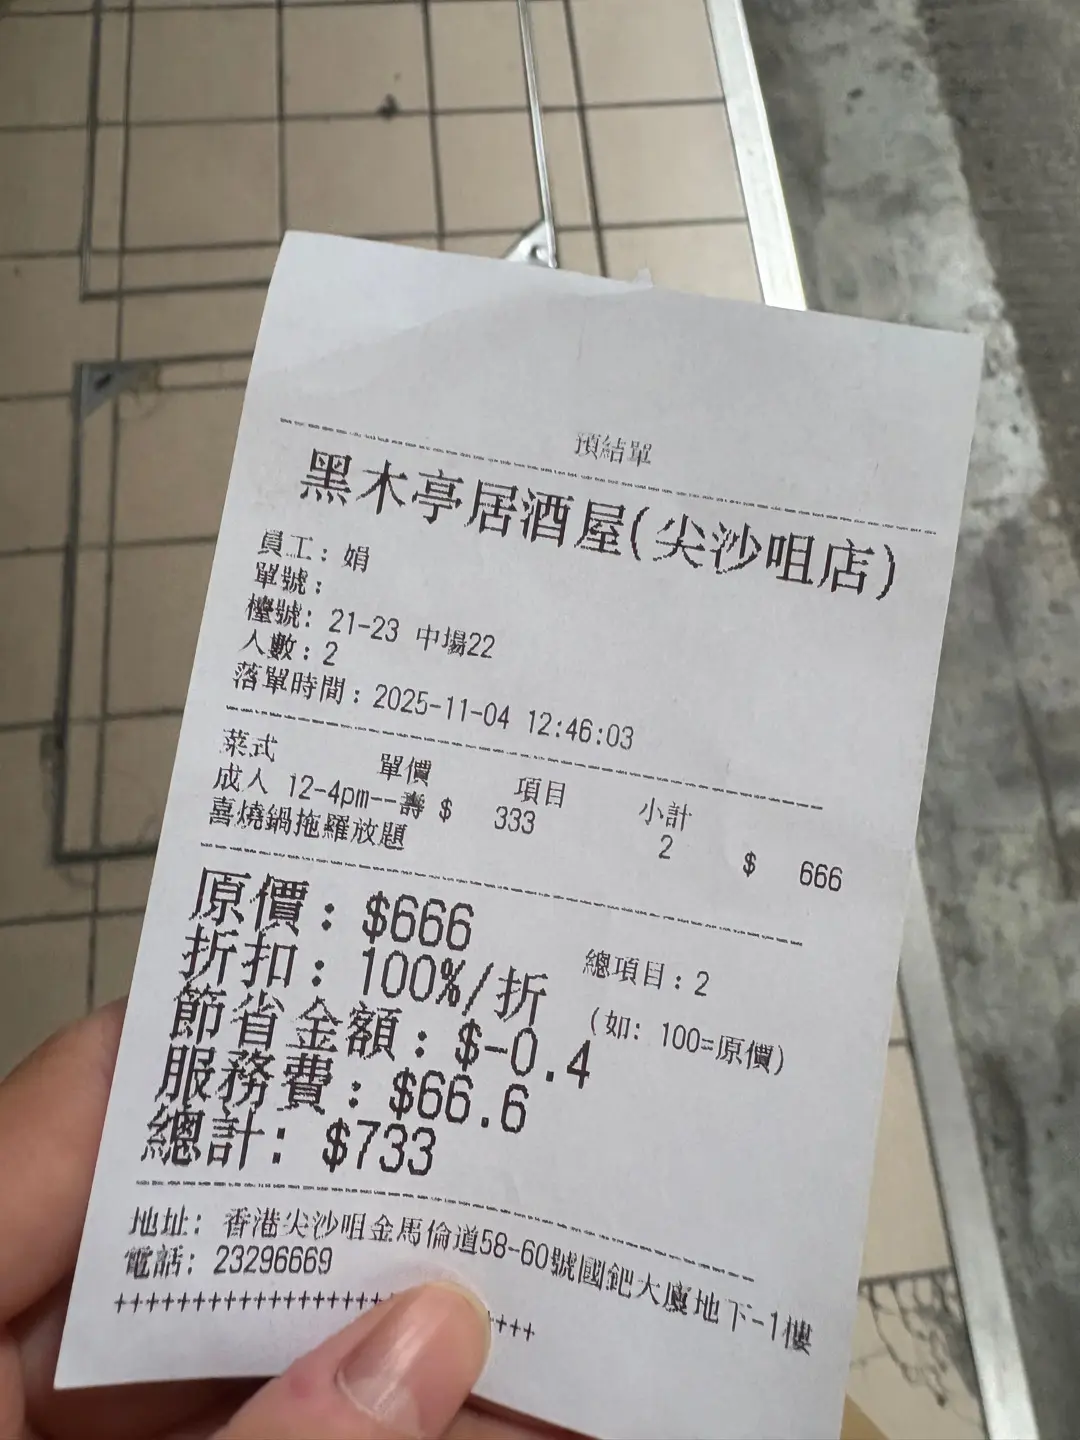 預結單
黑木亭居酒屋(尖沙咀店)
員工: 娟
單號:
檯號: 21-23 中場22
人數: 2
落單時間: 2025-11-04 12:46:03
菜式 單價 項目 小計
成人 12-4pm--壽 $ 333 2 $ 666
喜燒鍋拖羅放題
原價: $666 總項目: 2
折扣: 100%/折 (如: 100=原價)
節省金額: $-0.4
服務費: $66.6
總計: $733
地址: 香港尖沙咀金馬倫道58-60號國鈀大廈地下-1樓
電話: 23296669